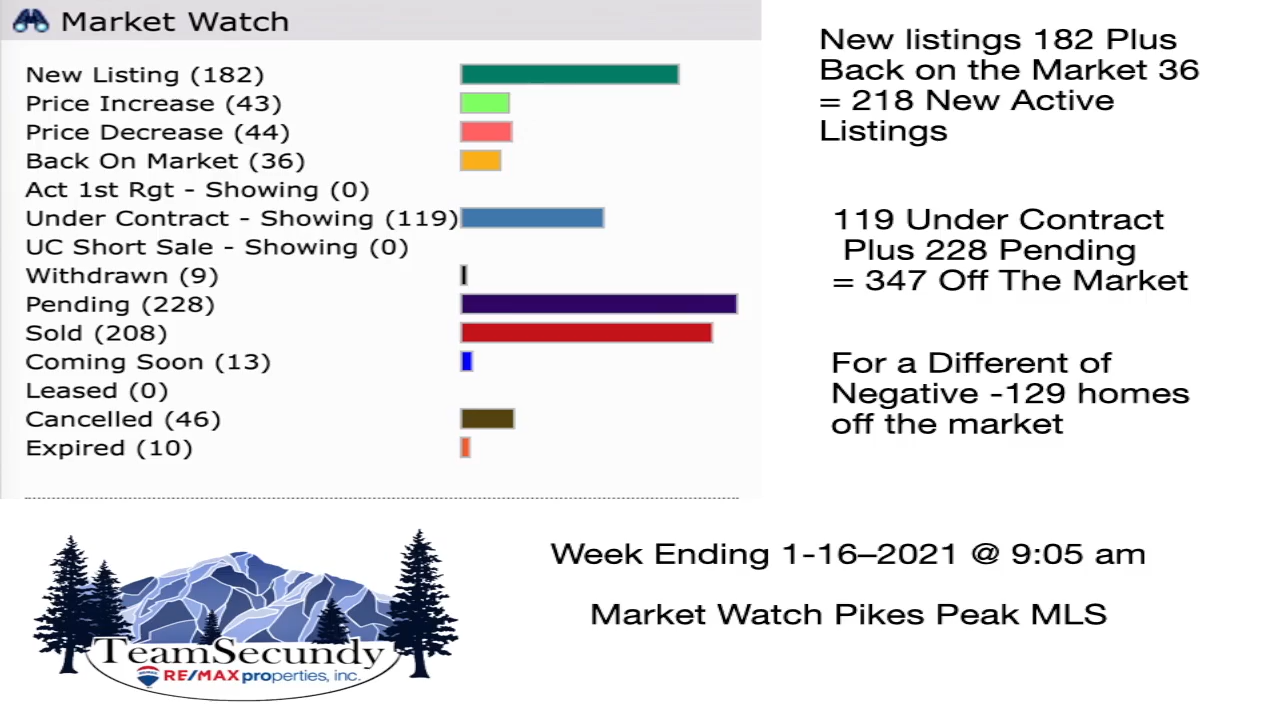 Market Watch
New Listing (182)
Price Increase (43)
Price Decrease (44)
Back On Market (36)
Act 1st Rgt - Showing (0)
Under Contract - Showing (119)
UC Short Sale - Showing (0)
Withdrawn (9)
Pending (228)
Sold (208)
Coming Soon (13)
Leased (0)
Cancelled (46)
Expired (10)
New listings 182 Plus
Back on the Market 36
= 218 New Active
Listings
119 Under Contract
Plus 228 Pending
= 347 Off The Market
For a Different of
Negative -129 homes
off the market
TeamSecundy
RE/MAX properties, inc.
Week Ending 1-16–2021 @ 9:05 am
Market Watch Pikes Peak MLS